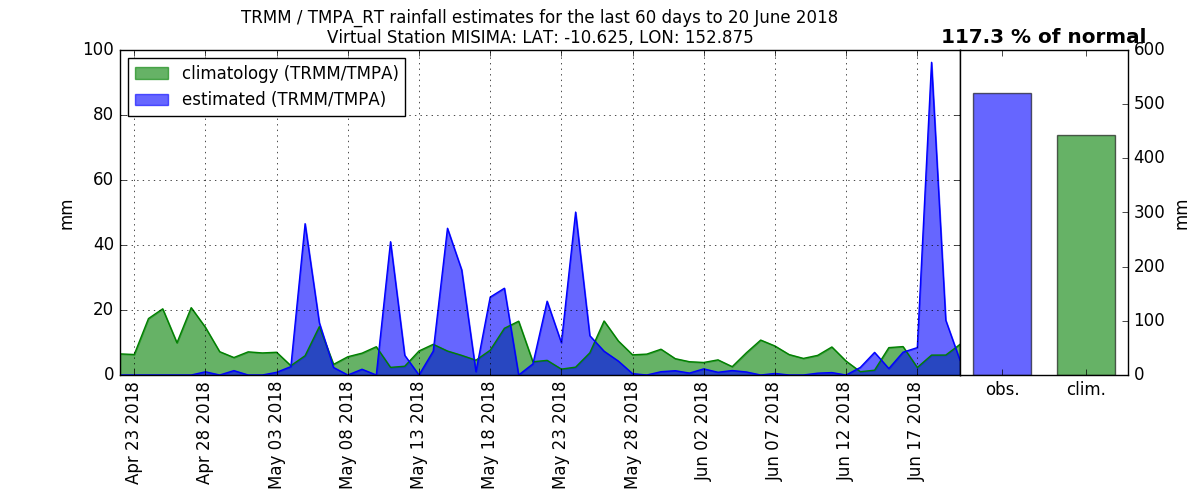 TRMM / TMPA_RT rainfall estimates for the last 60 days to 20 June 2018
Virtual Station MISIMA: LAT: -10.625, LON: 152.875
117.3 % of normal
climatology (TRMM/TMPA)
estimated (TRMM/TMPA)
100
80
60
40
20
0
mm
600
500
400
300
200
100
0
mm
Apr 23 2018
Apr 28 2018
May 03 2018
May 08 2018
May 13 2018
May 18 2018
May 23 2018
May 28 2018
Jun 02 2018
Jun 07 2018
Jun 12 2018
Jun 17 2018
obs.
clim.